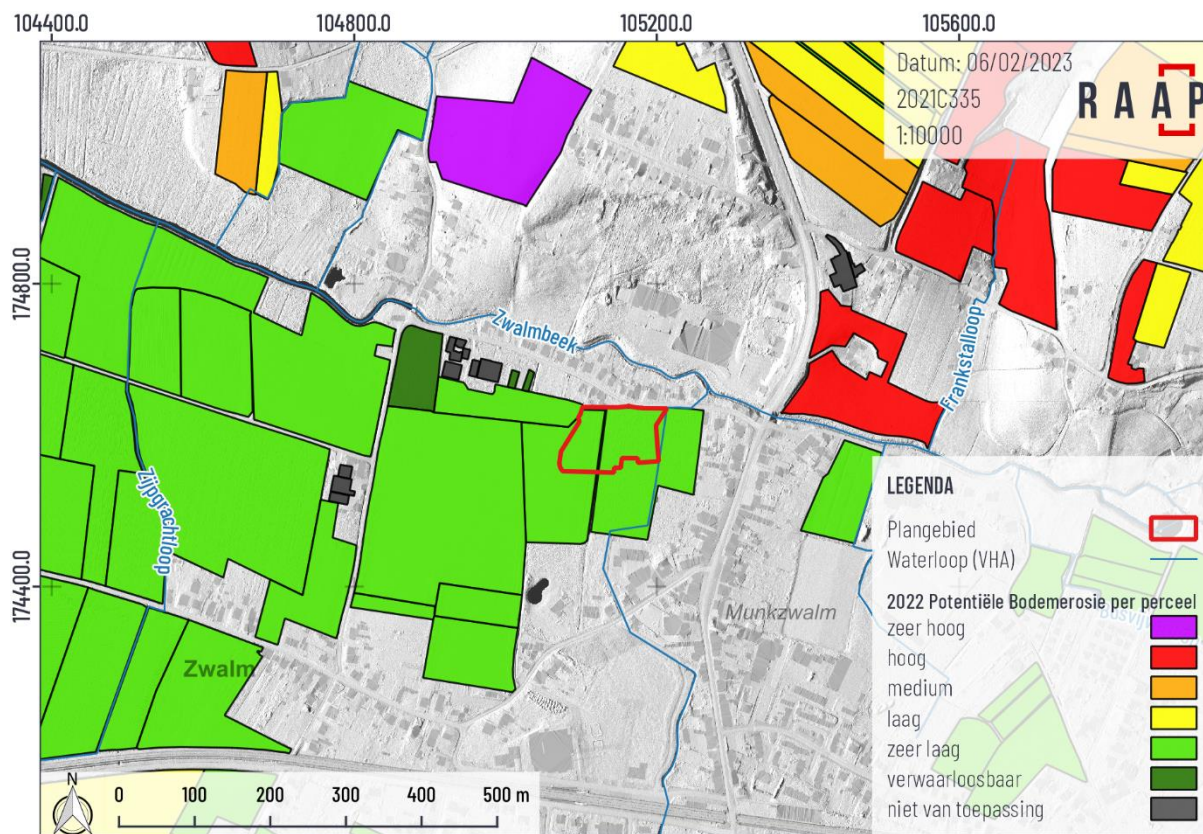 104400.0 104800.0 105200.0 105600.0
Datum: 06/02/2023
2021C335
1:10000
RAAP
174800.0
174400.0
Zwalmbeek
Frankstalloop
Zijpgrachtloop
Munkzwalm
Zwalm
LEGENDA
Plangebied
Waterloop (VHA)
2022 Potentiële Bodemerosie per perceel
zeer hoog
hoog
medium
laag
zeer laag
verwaarloosbaar
niet van toepassing
N
0 100 200 300 400 500 m